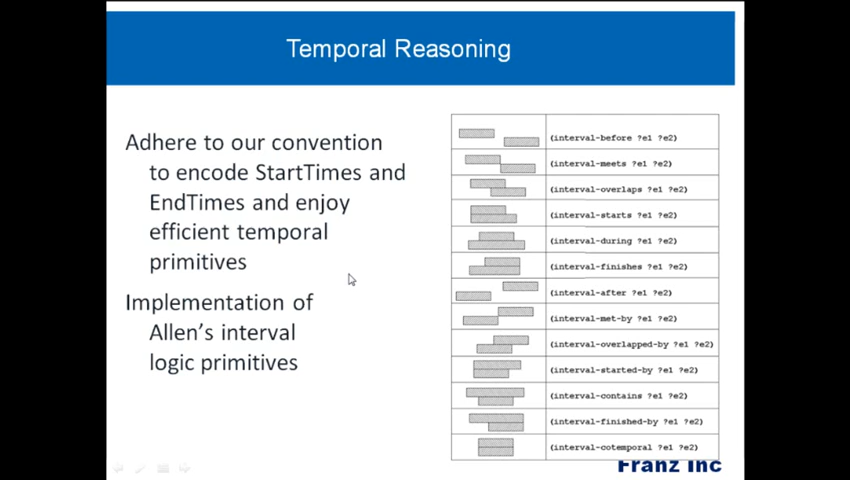 Temporal Reasoning
Adhere to our convention
to encode StartTimes and
EndTimes and enjoy
efficient temporal
primitives
Implementation of
Allen's interval
logic primitives
(interval-before ?e1 ?e2)
(interval-meets ?e1 ?e2)
(interval-overlaps ?e1 ?e2)
(interval-starts ?e1 ?e2)
(interval-during ?e1 ?e2)
(interval-finishes ?e1 ?e2)
(interval-after ?e1 ?e2)
(interval-met-by ?e1 ?e2)
(interval-overlapped-by ?e1 ?e2)
(interval-started-by ?e1 ?e2)
(interval-contains ?e1 ?e2)
(interval-finished-by ?e1 ?e2)
(interval-cotemporal ?e1 ?e2)
Franz Inc